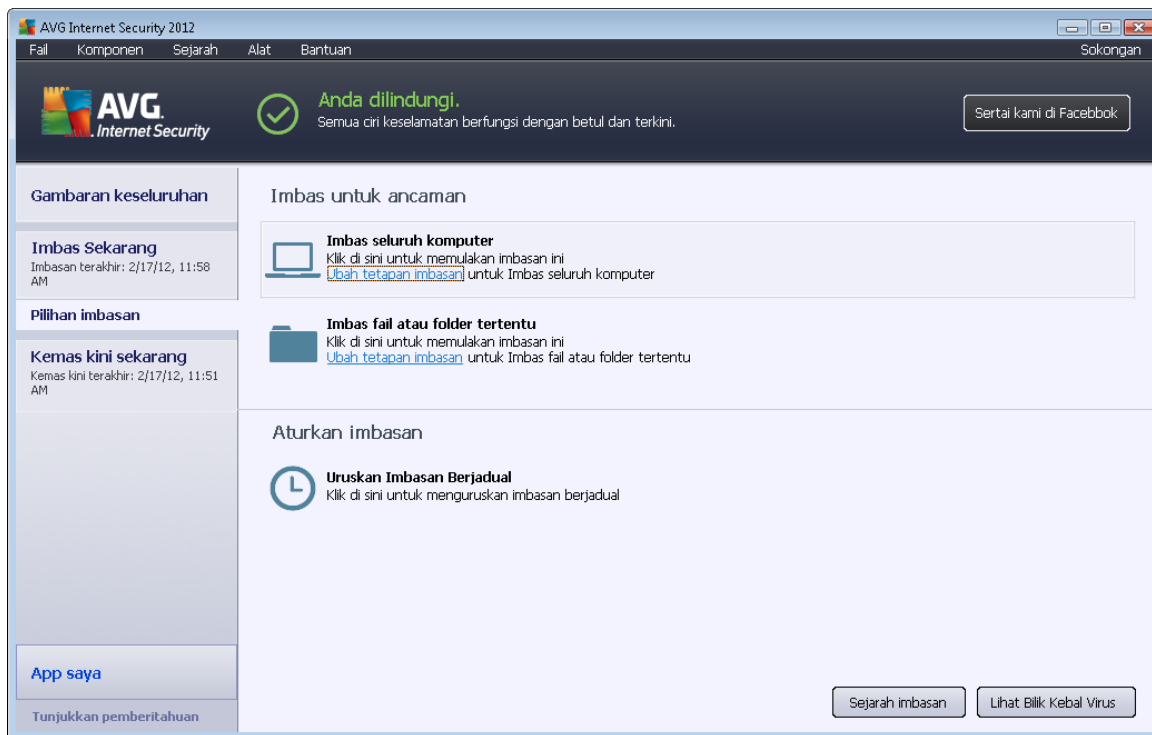 AVG Internet Security 2012
Fail Komponen Sejarah Alat Bantuan Sokongan
AVG.
Internet Security
Anda dilindungi.
Semua ciri keselamatan berfungsi dengan betul dan terkini.
Sertai kami di Facebbok
Gambaran keseluruhan
Imbas Sekarang
Imbasan terakhir: 2/17/12, 11:58
AM
Pilihan imbasan
Kemas kini sekarang
Kemas kini terakhir: 2/17/12, 11:51
AM
App saya
Tunjukkan pemberitahuan
Imbas untuk ancaman
Imbas seluruh komputer
Klik di sini untuk memulakan imbasan ini
Ubah tetapan imbasan untuk Imbas seluruh komputer
Imbas fail atau folder tertentu
Klik di sini untuk memulakan imbasan ini
Ubah tetapan imbasan untuk Imbas fail atau folder tertentu
Aturkan imbasan
Uruskan Imbasan Berjadual
Klik di sini untuk menguruskan imbasan berjadual
Sejarah imbasan
Lihat Bilik Kebal Virus